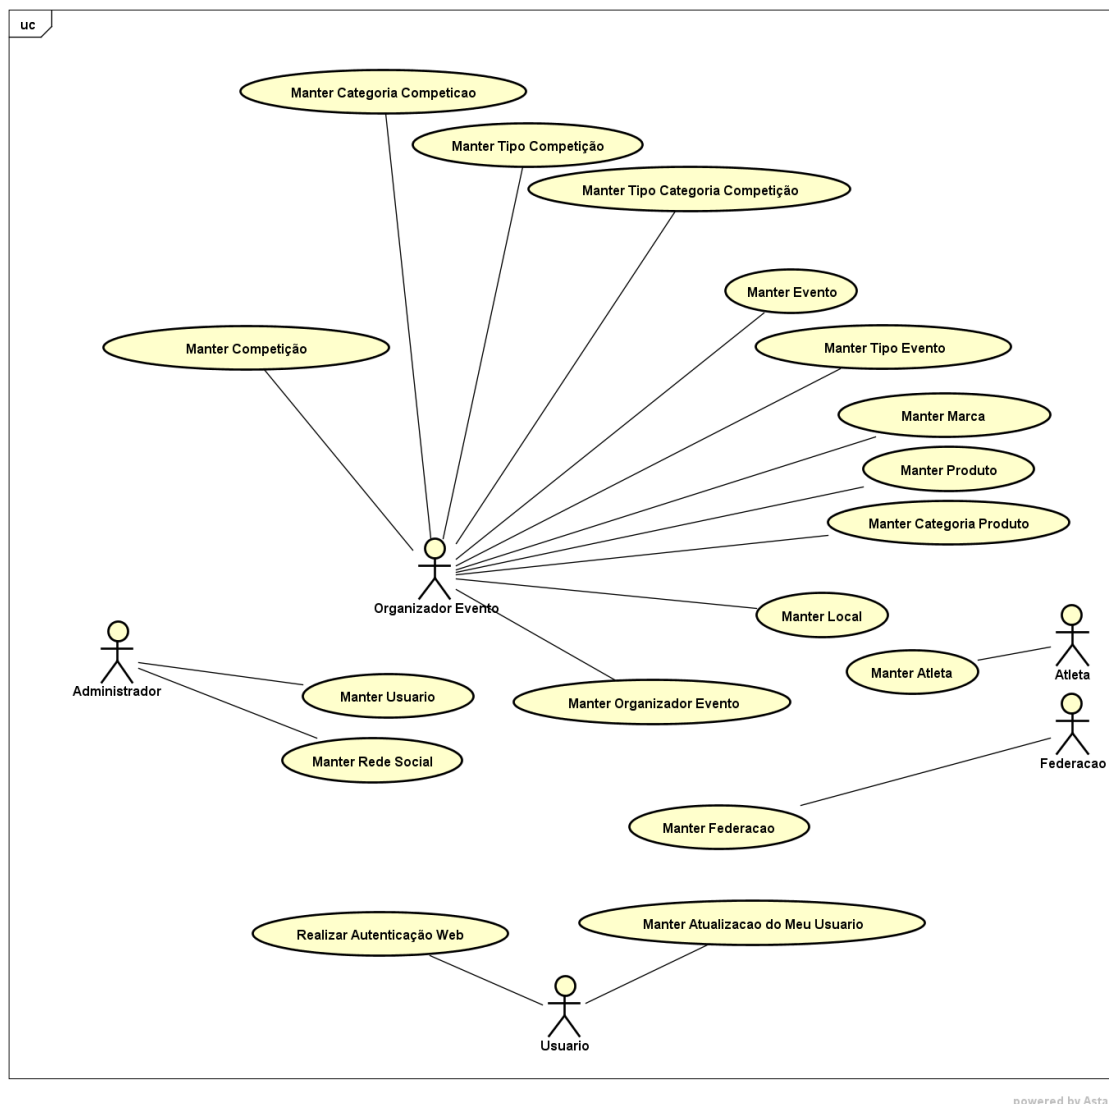 uc
Manter Categoria Competicao
Manter Tipo Competição
Manter Tipo Categoria Competição
Manter Evento
Manter Competição
Manter Tipo Evento
Manter Marca
Manter Produto
Manter Categoria Produto
Organizador Evento
Manter Local
Manter Atleta
Atleta
Administrador
Manter Usuario
Manter Organizador Evento
Manter Rede Social
Federacao
Manter Federacao
Realizar Autenticação Web
Manter Atualizacao do Meu Usuario
Usuario
powered by Asta